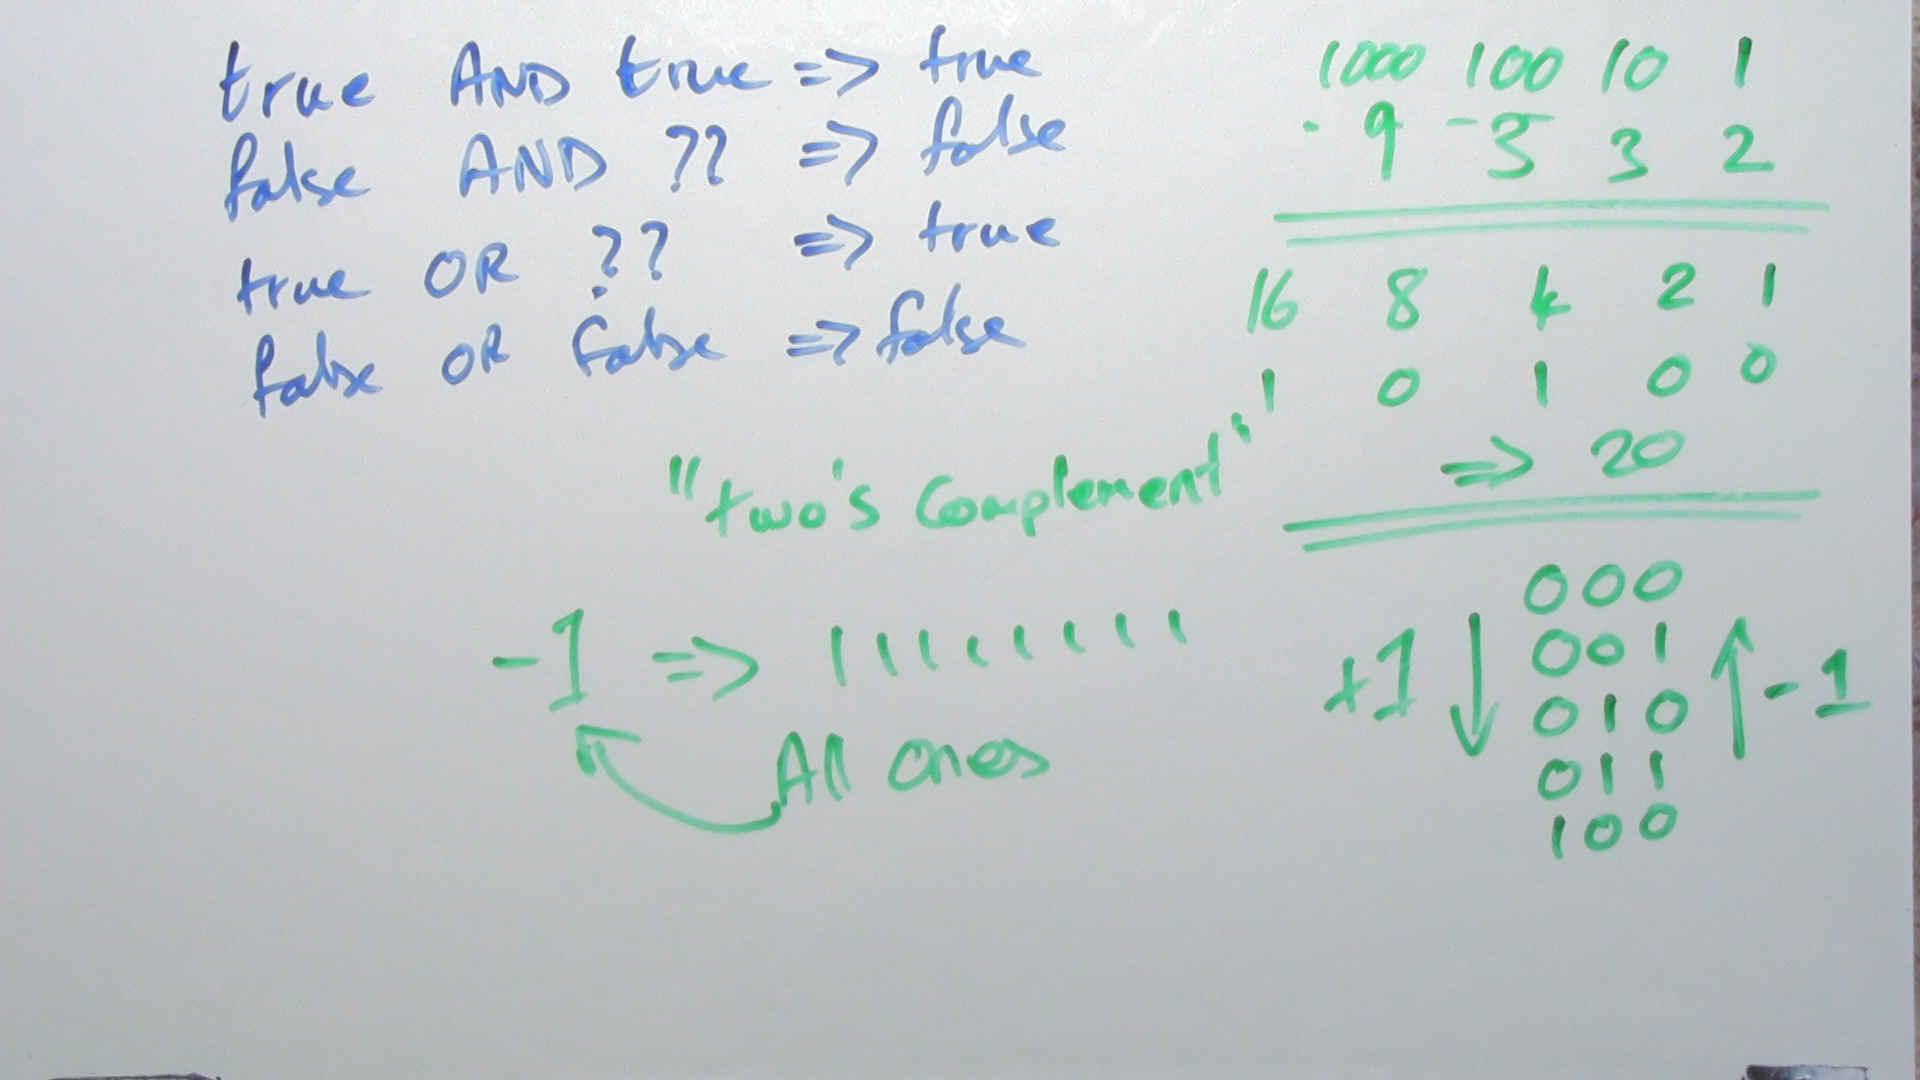 true AND true => true
false AND ?? => false
true OR ?? => true
false OR false => false
"two's complement"
-1 => 11111111
All ones
1000 100 10 1
9 5 3 2
16 8 4 2 1
1 0 1 0 0
=> 20
000
001
010
011
100
+1
-1